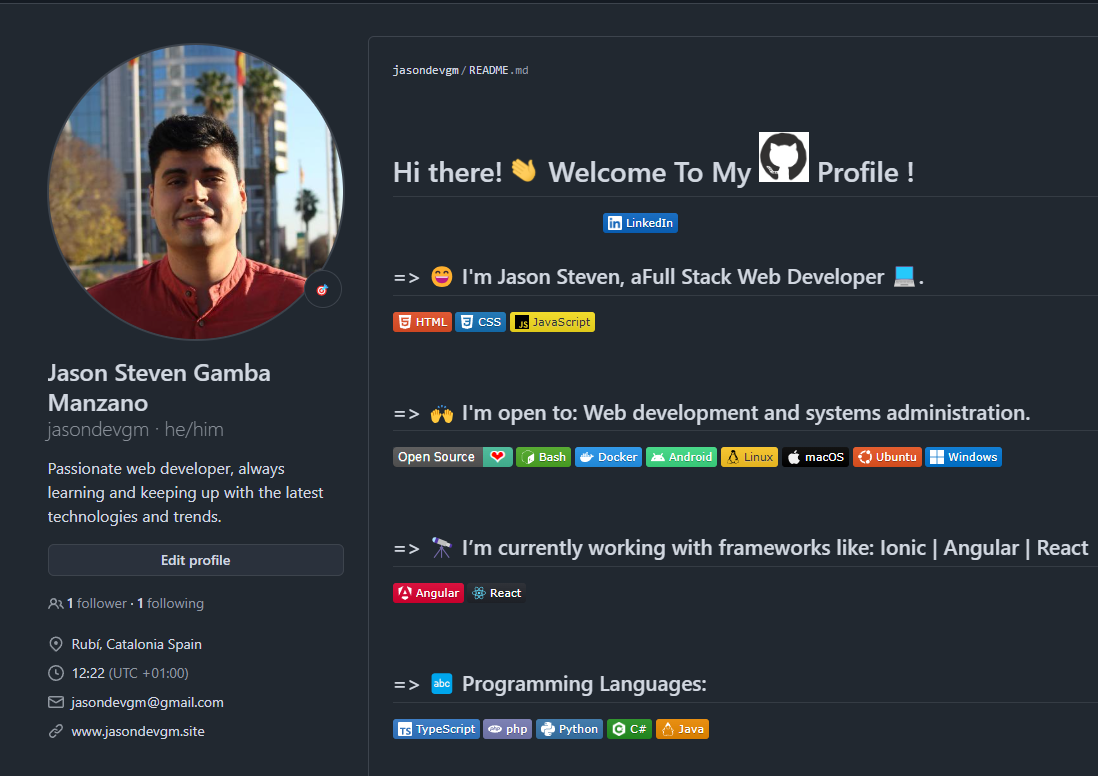 jasondevgm/README.md
Hi there! 👋 Welcome To My Profile !
LinkedIn
=> 😄 I'm Jason Steven, aFull Stack Web Developer 💻.
HTML CSS JS JavaScript
=> 🙌 I'm open to: Web development and systems administration.
Open Source Bash Docker Android Linux macOS Ubuntu Windows
=> 🔭 I’m currently working with frameworks like: Ionic | Angular | React
Angular React
=> 🔤 Programming Languages:
TS TypeScript php php Python C# Java
Jason Steven Gamba
Manzano
jasondevgm · he/him
Passionate web developer, always
learning and keeping up with the latest
technologies and trends.
Edit profile
1 follower · 1 following
Rubí, Catalonia Spain
12:22 (UTC +01:00)
jasondevgm@gmail.com
www.jasondevgm.site